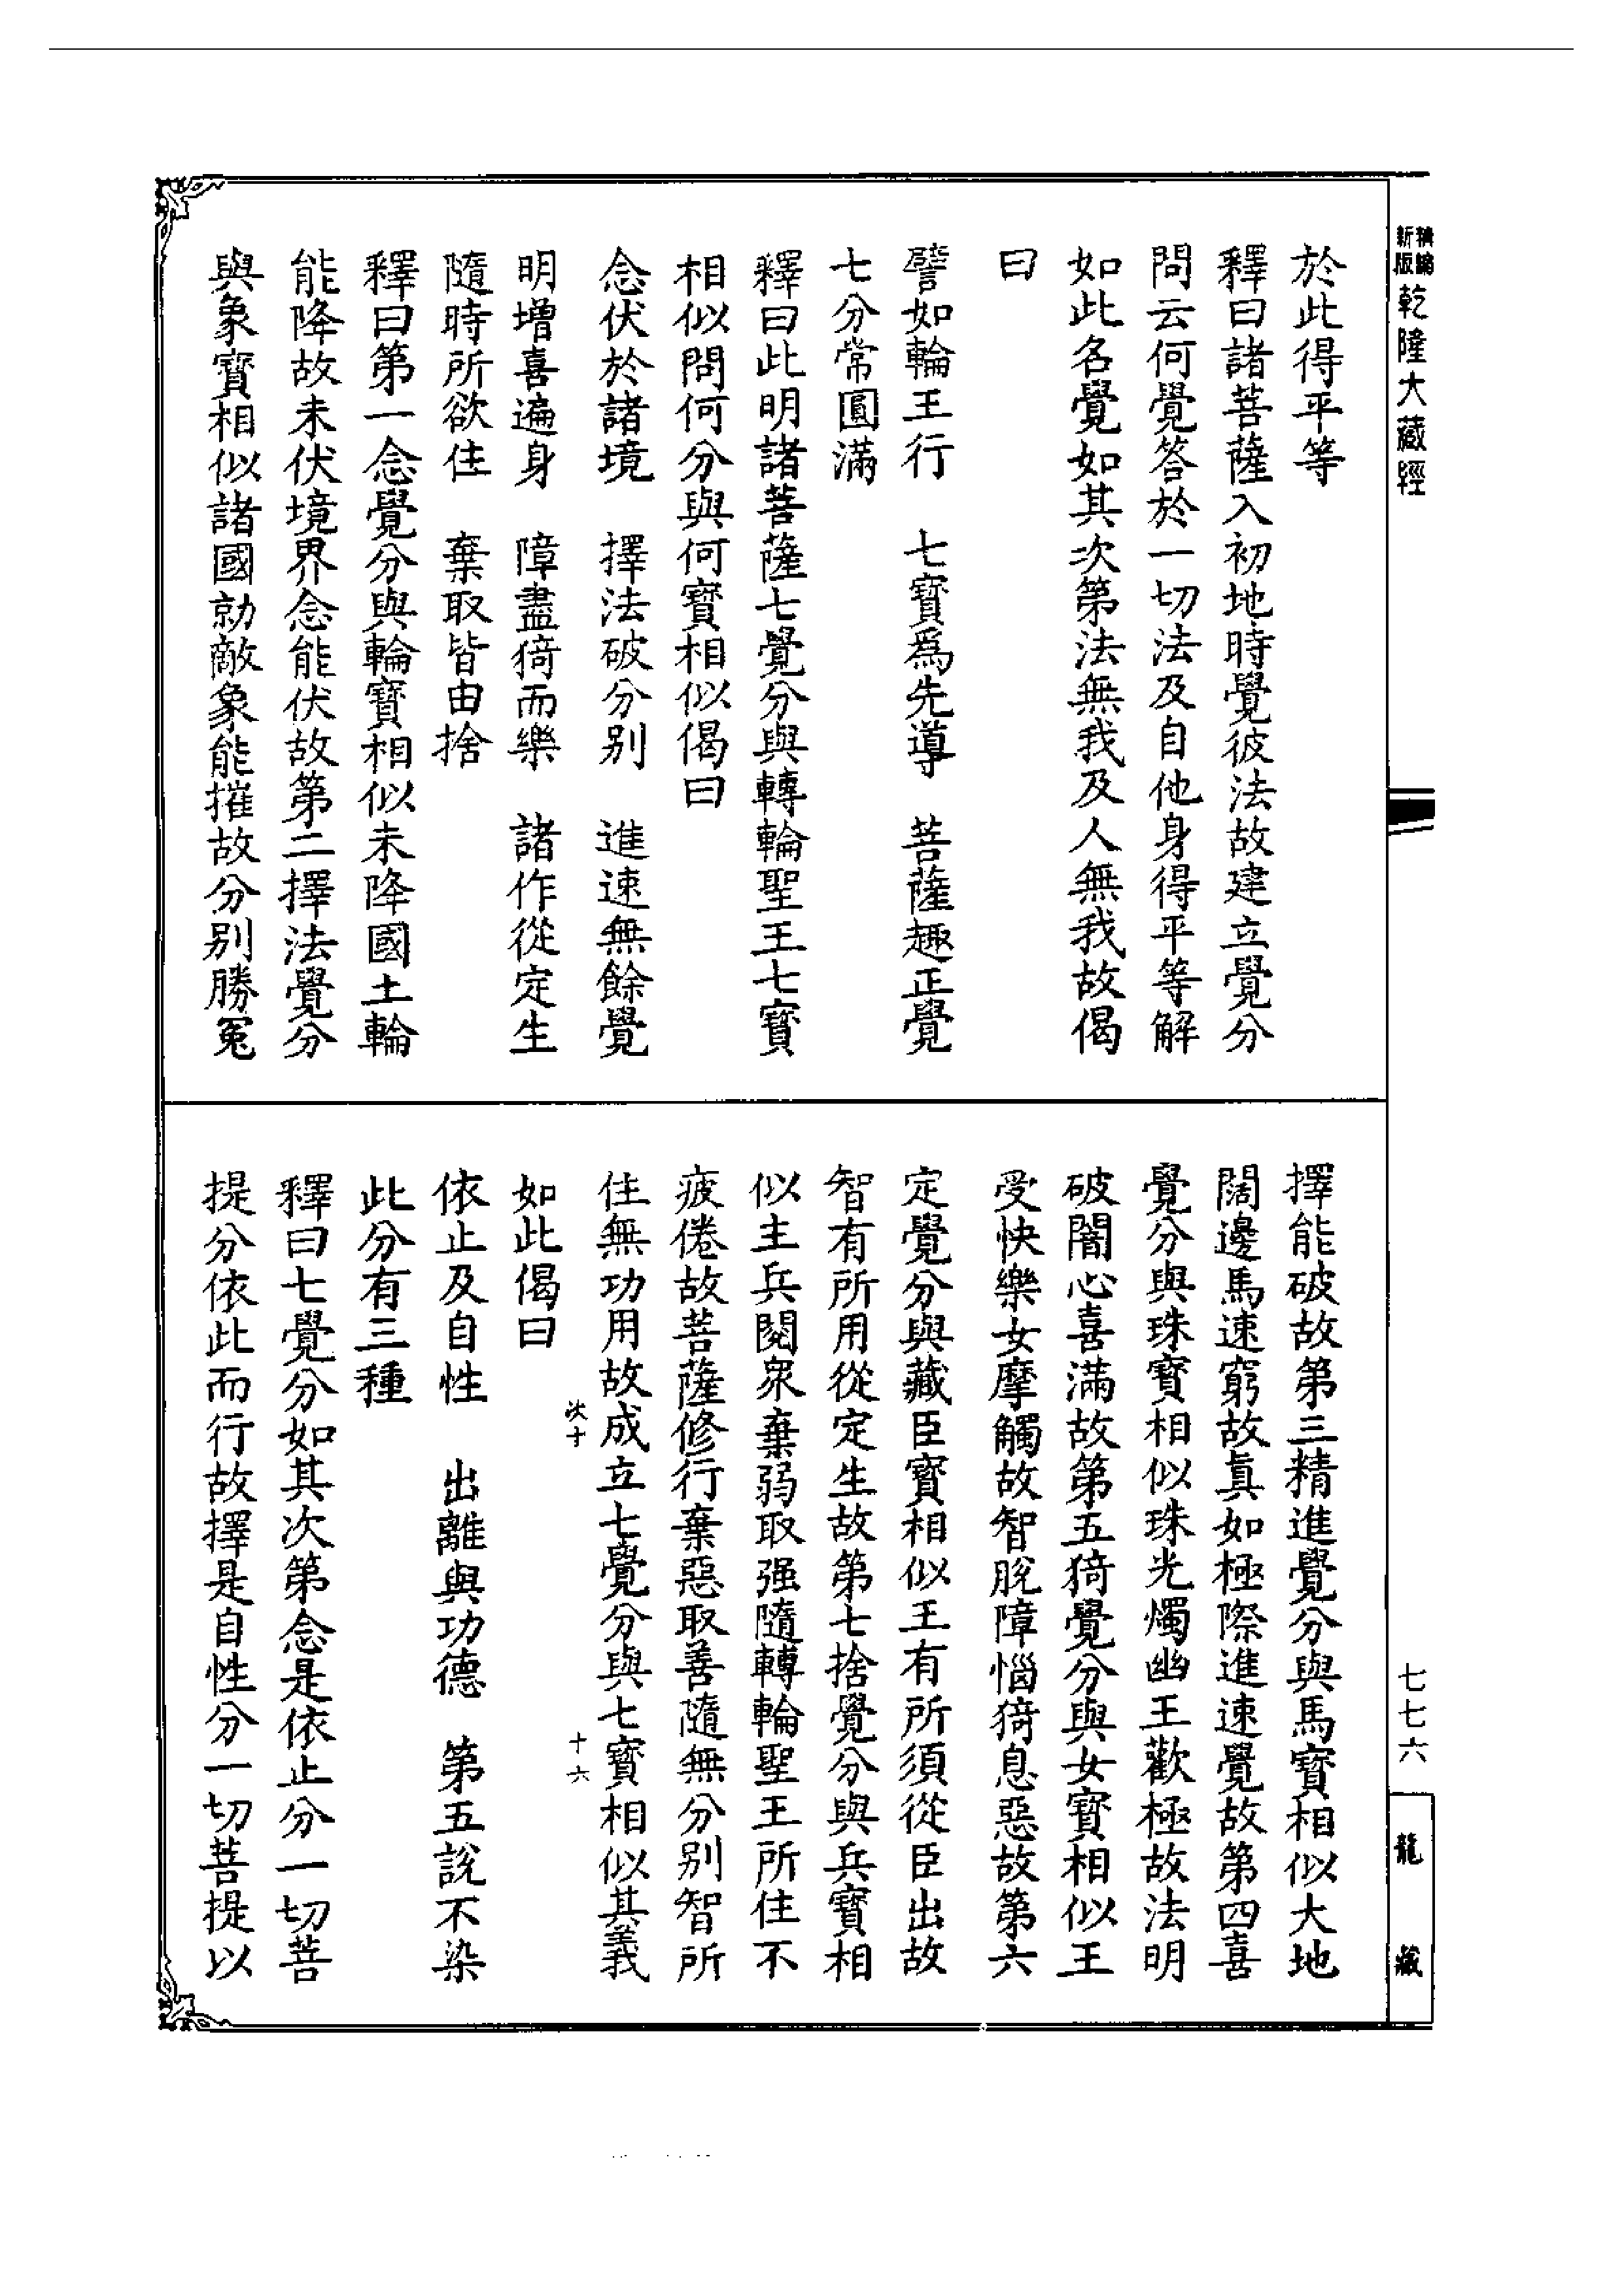 精編
新版
乾隆大藏經
於此得平等
釋曰諸菩薩入初地時覺彼法故建立覺分
問云何覺答於一切法及自他身得平等解
如此名覺如其次第法無我及人無我故偈
曰
譬如輪王行　七寶爲先導　菩薩趣正覺
七分常圓滿
釋曰此明諸菩薩七覺分與轉輪聖王七寶
相似問何分與何寶相似偈曰
念伏於諸境　擇法破分别　進速無餘覺
明增喜遍身　障盡猗而樂　諸作從定生
隨時所欲住　棄取皆由捨
釋曰第一念覺分與輪寶相似未降國土輪
能降故未伏境界念能伏故第二擇法覺分
與象寶相似諸國勍敵象能摧故分别勝冤
擇能破故第三精進覺分與馬寶相似大地
闊邊馬速窮故眞如極際進速覺故第四喜
覺分與珠寶相似珠光燭幽王歡極故法明
破闇心喜滿故第五猗覺分與女寶相似王
受快樂女摩觸故智脫障惱猗息惡故第六
定覺分與藏臣寶相似王有所須從臣出故
智有所用從定生故第七捨覺分與兵寶相
似主兵閱衆棄弱取强隨轉輪聖王所住不
疲倦故菩薩修行棄惡取善隨無分别智所
住無功用故成立七覺分與七寶相似其義
十六
如此偈曰
依止及自性　出離與功德　第五說不染
此分有三種
釋曰七覺分如其次第念是依止分一切菩
提分依此而行故擇是自性分一切菩提以
七七六
龍藏